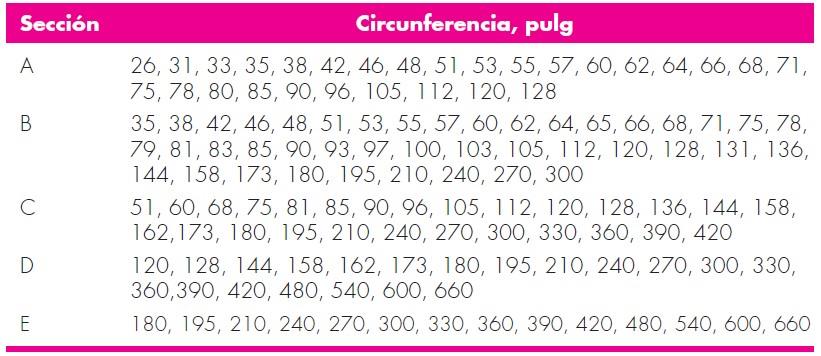 Sección Circunferencia, pulg
A 26, 31, 33, 35, 38, 42, 46, 48, 51, 53, 55, 57, 60, 62, 64, 66, 68, 71,
75, 78, 80, 85, 90, 96, 105, 112, 120, 128
B 35, 38, 42, 46, 48, 51, 53, 55, 57, 60, 62, 64, 65, 66, 68, 71, 75, 78,
79, 81, 83, 85, 90, 93, 97, 100, 103, 105, 112, 120, 128, 131, 136,
144, 158, 173, 180, 195, 210, 240, 270, 300
C 51, 60, 68, 75, 81, 85, 90, 96, 105, 112, 120, 128, 136, 144, 158,
162,173, 180, 195, 210, 240, 270, 300, 330, 360, 390, 420
D 120, 128, 144, 158, 162, 173, 180, 195, 210, 240, 270, 300, 330,
360,390, 420, 480, 540, 600, 660
E 180, 195, 210, 240, 270, 300, 330, 360, 390, 420, 480, 540, 600, 660